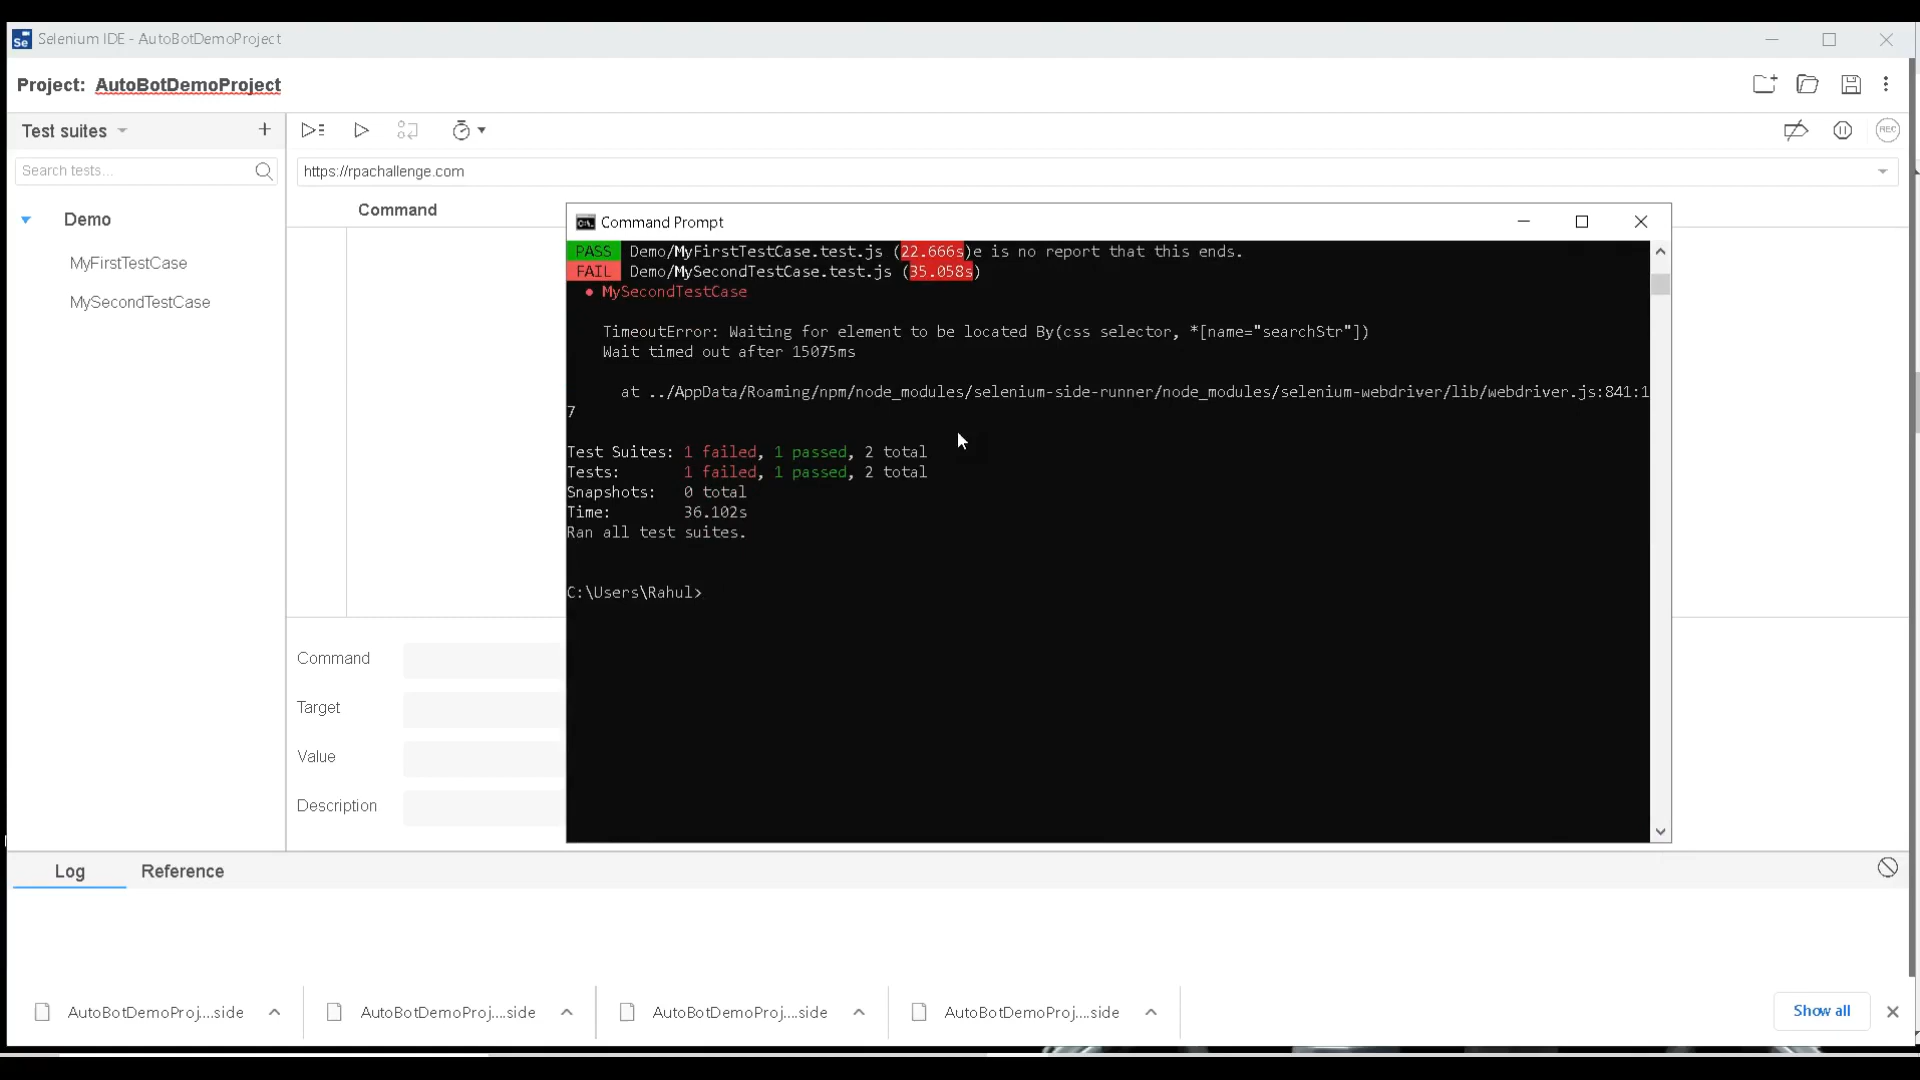 Selenium IDE - AutoBotDemoProject
Project: AutoBotDemoProject
Test suites
+
Search tests...
REC
https://rpachallenge.com
Demo
MyFirstTestCase
MySecondTestCase
Command
Command Prompt
PASS Demo/MyFirstTestCase.test.js (22.666s)e is no report that this ends.
FAIL Demo/MySecondTestCase.test.js (35.058s)
● MySecondTestCase
TimeoutError: Waiting for element to be located By(css selector, *[name="searchStr"])
Wait timed out after 15075ms
at ../AppData/Roaming/npm/node_modules/selenium-side-runner/node_modules/selenium-webdriver/lib/webdriver.js:841:1
7
Test Suites: 1 failed, 1 passed, 2 total
Tests: 1 failed, 1 passed, 2 total
Snapshots: 0 total
Time: 36.102s
Ran all test suites.
C:\Users\Rahul>
Command
Target
Value
Description
Log
Reference
AutoBotDemoProj....side
AutoBotDemoProj....side
AutoBotDemoProj....side
AutoBotDemoProj....side
Show all